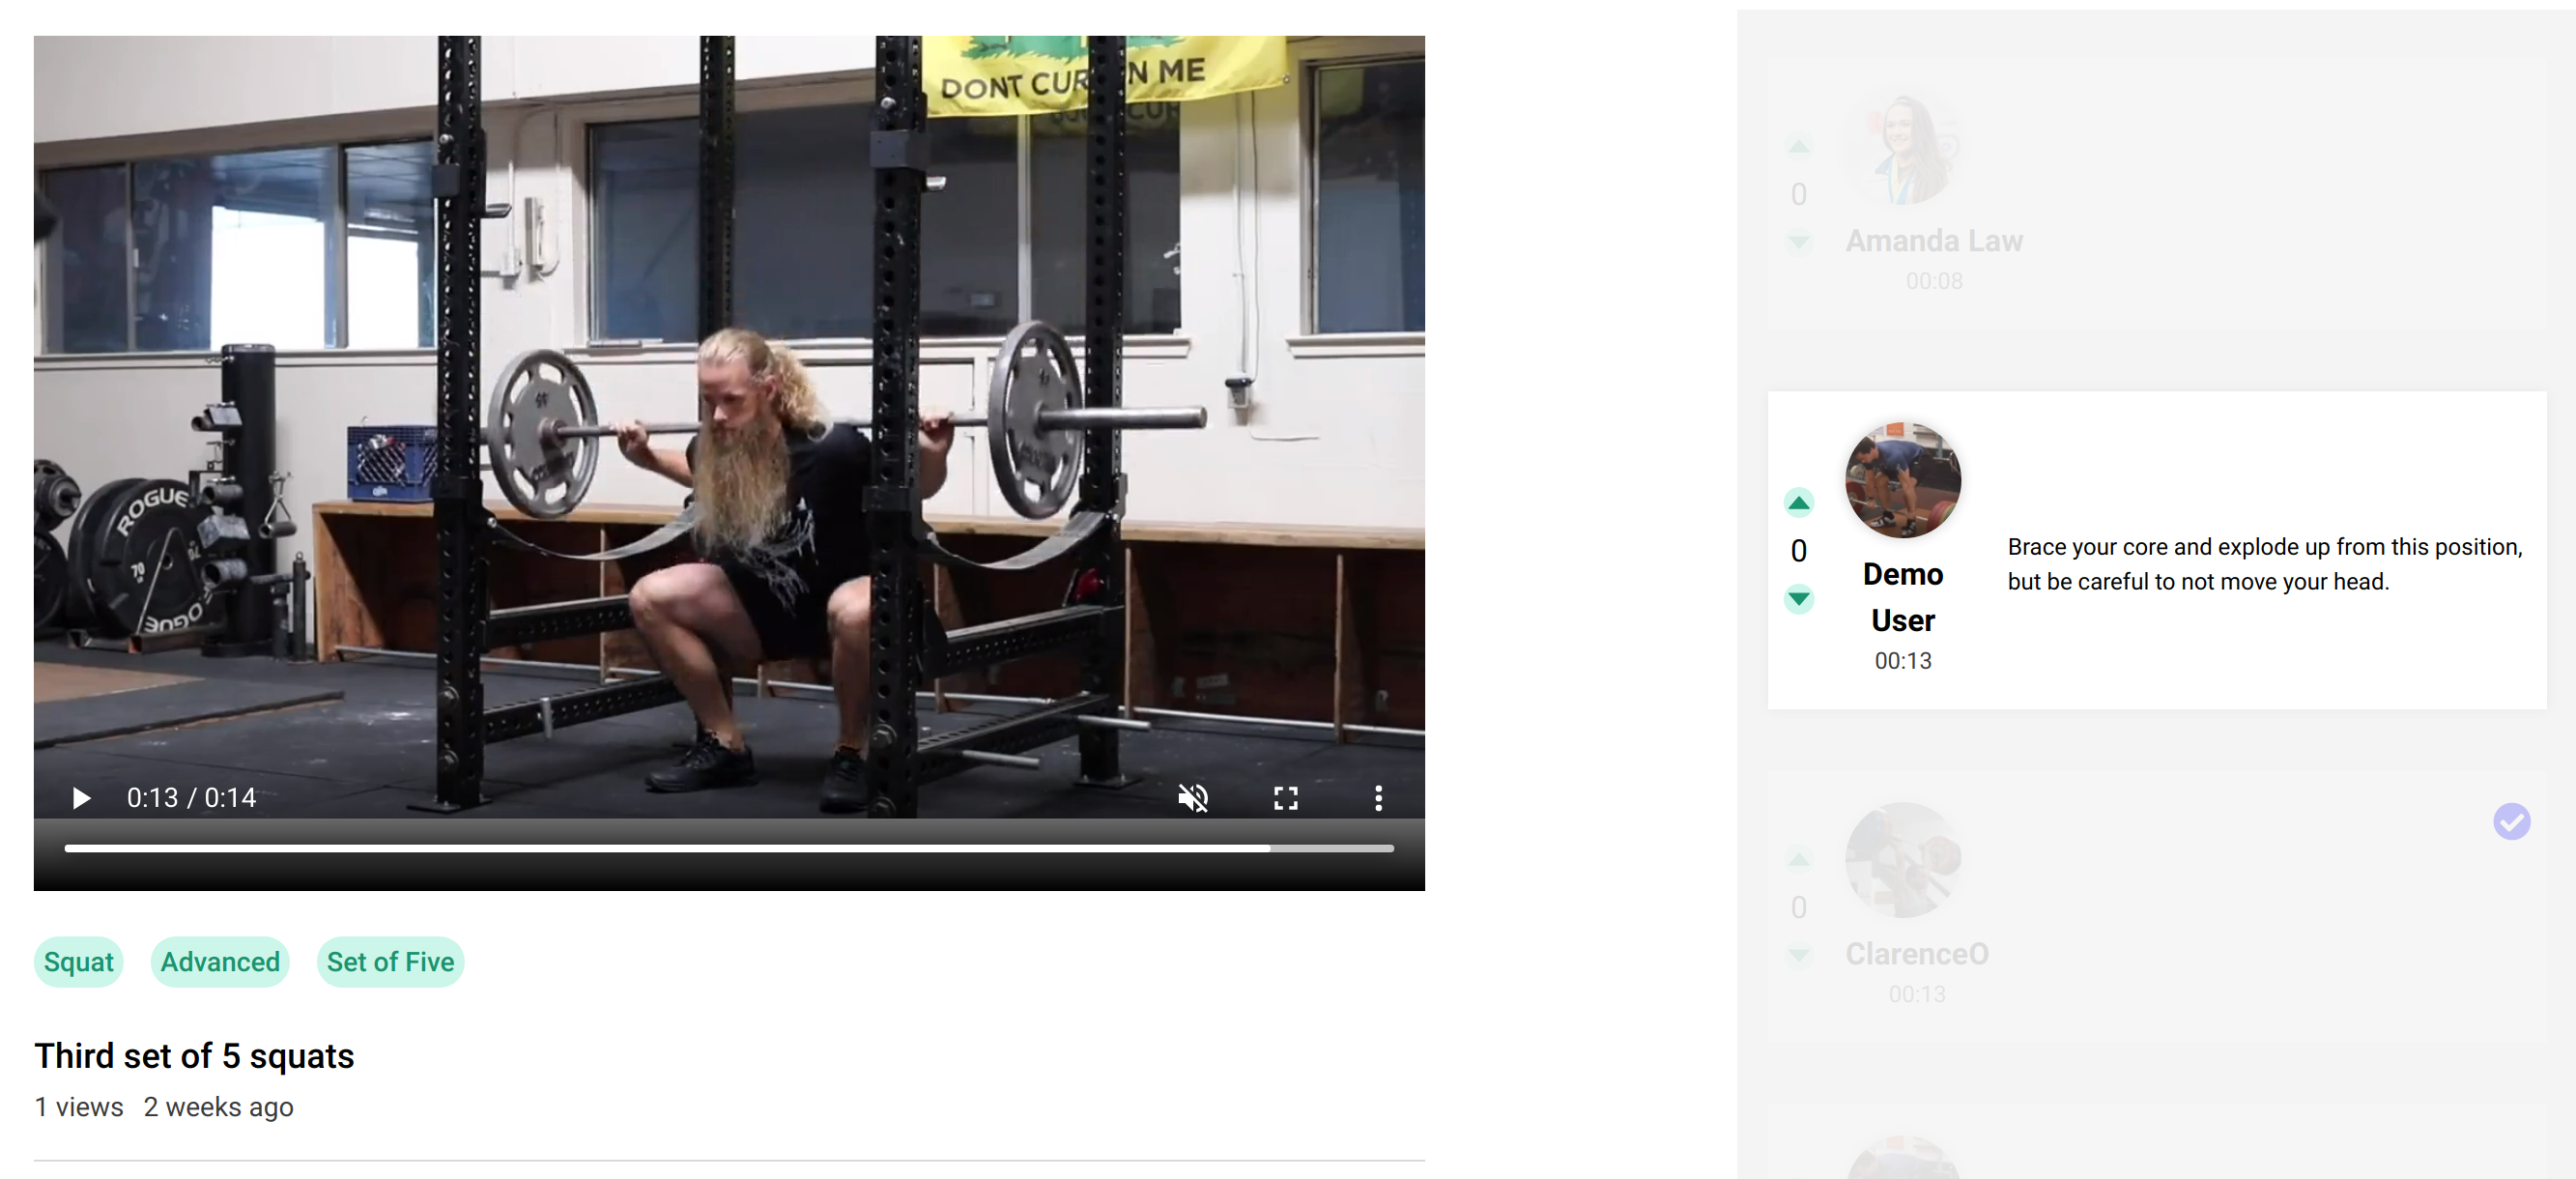 DONT CUR N ME
ROGUE
70
ROGUE
0:13 / 0:14
Squat
Advanced
Set of Five
Third set of 5 squats
1 views 2 weeks ago
0
Amanda Law
00:08
0
Demo
User
00:13
Brace your core and explode up from this position,
but be careful to not move your head.
0
ClarenceO
00:13